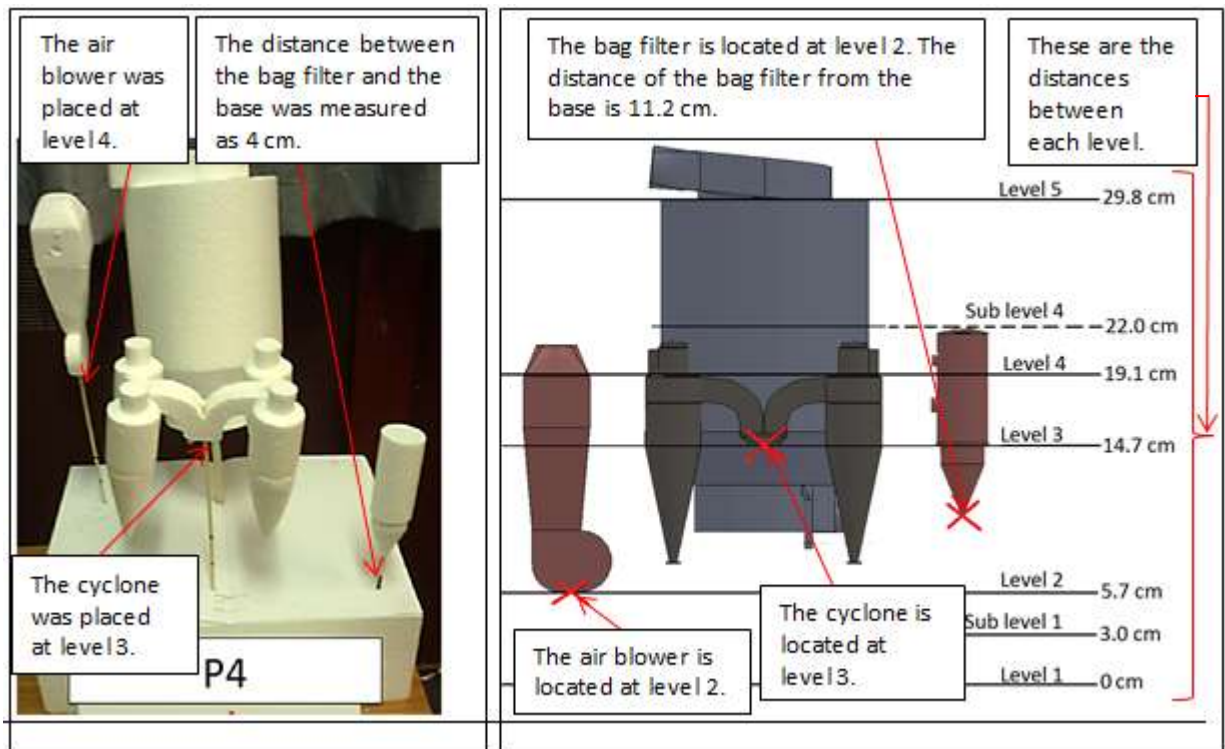 The air
blower was
placed at
level 4.
The distance between
the bag filter and the
base was measured
as 4 cm.
The cyclone
was placed
at level 3.
P4
The bag filter is located at level 2. The
distance of the bag filter from the
base is 11.2 cm.
These are the
distances
between
each level.
Level 5 29.8 cm
Sub level 4 22.0 cm
Level 4 19.1 cm
Level 3 14.7 cm
Level 2 5.7 cm
Sub level 1 3.0 cm
Level 1 0 cm
The air blower is
located at level 2.
The cyclone is
located at
level 3.